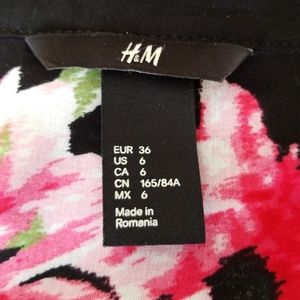 H&M
EUR 36
US 6
CA 6
CN 165/84A
MX 6
Made in
Romania